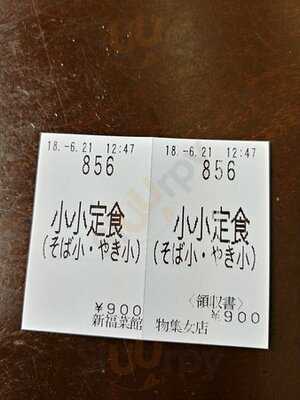 18.-6.21 12:47
856
小小定食
(そば小・やき小)
¥900
新福菜館
18.-6.21 12:47
856
小小定食
(そば小・やき小)
〈領収書〉
¥900
物集女店